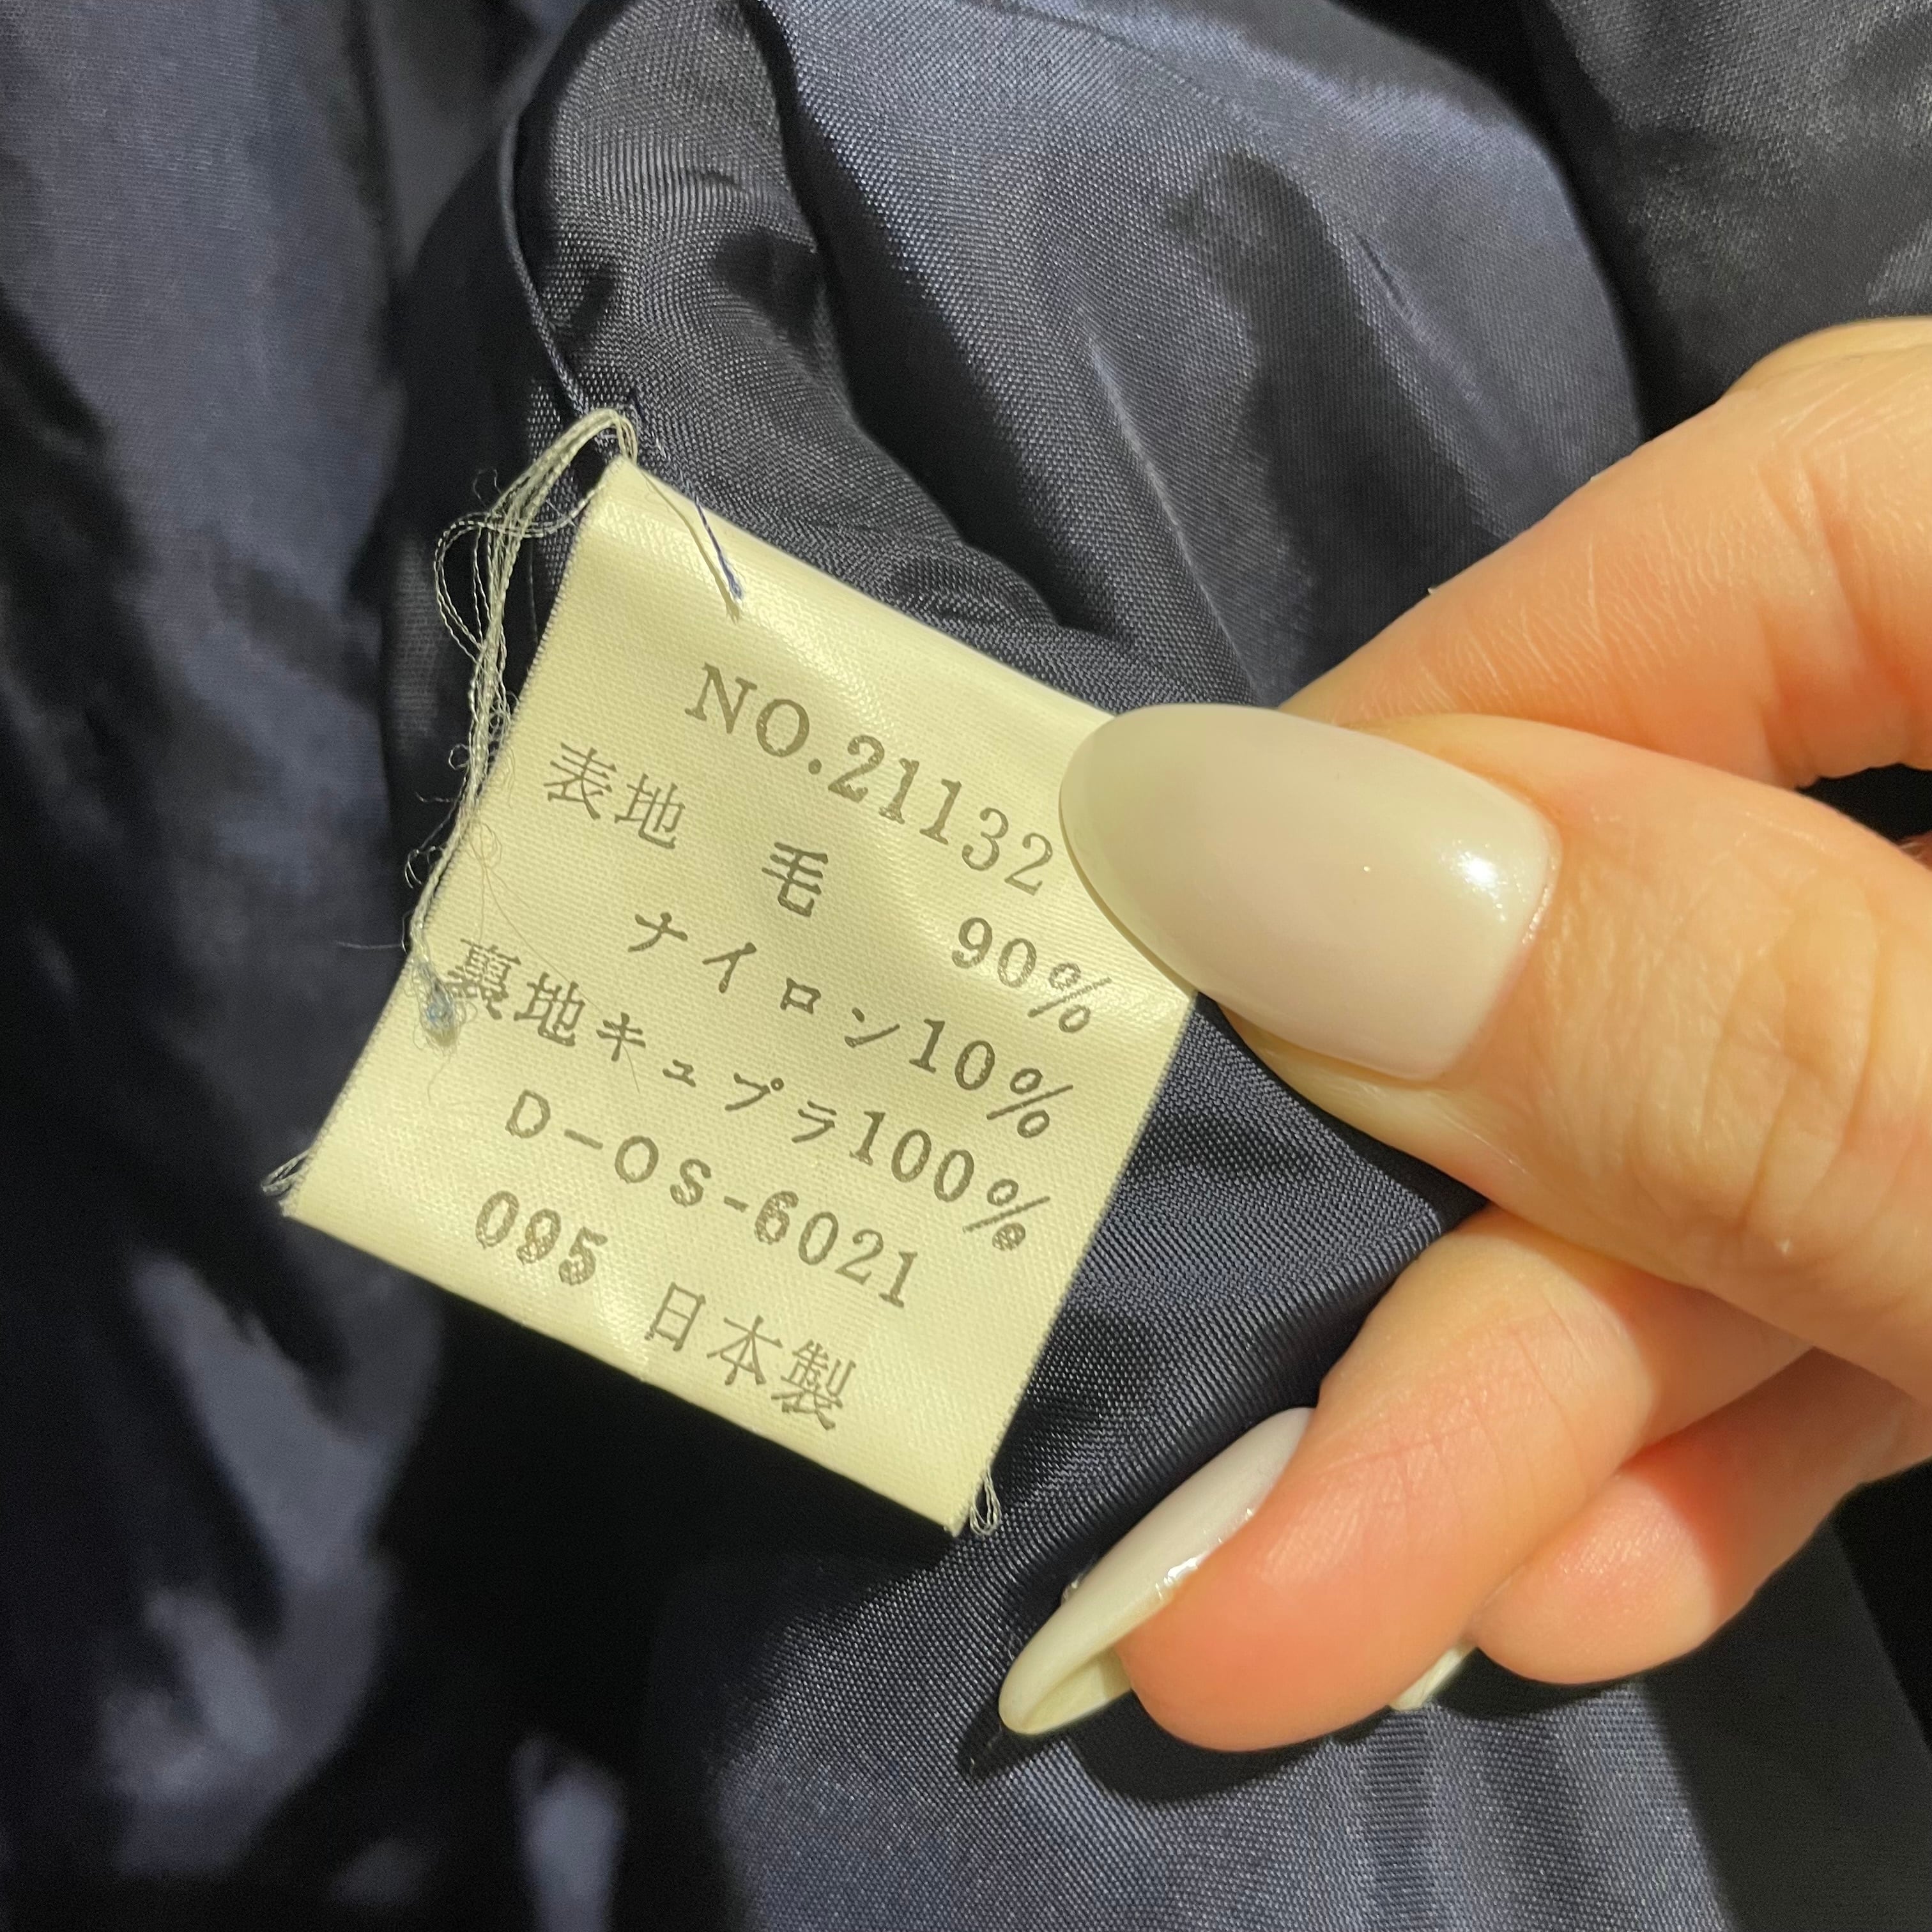 NO.21132
表地 毛 90%
ナイロン10%
裏地キュプラ100%
D-OS-6021
095 日本製